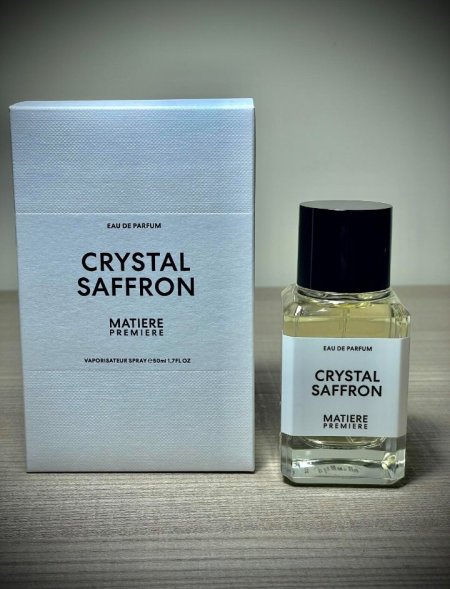 EAU DE PARFUM
CRYSTAL
SAFFRON
MATIERE
PREMIERE
VAPORISATEUR SPRAY ℮50ml 1,7FL OZ
EAU DE PARFUM
CRYSTAL
SAFFRON
MATIERE
PREMIERE